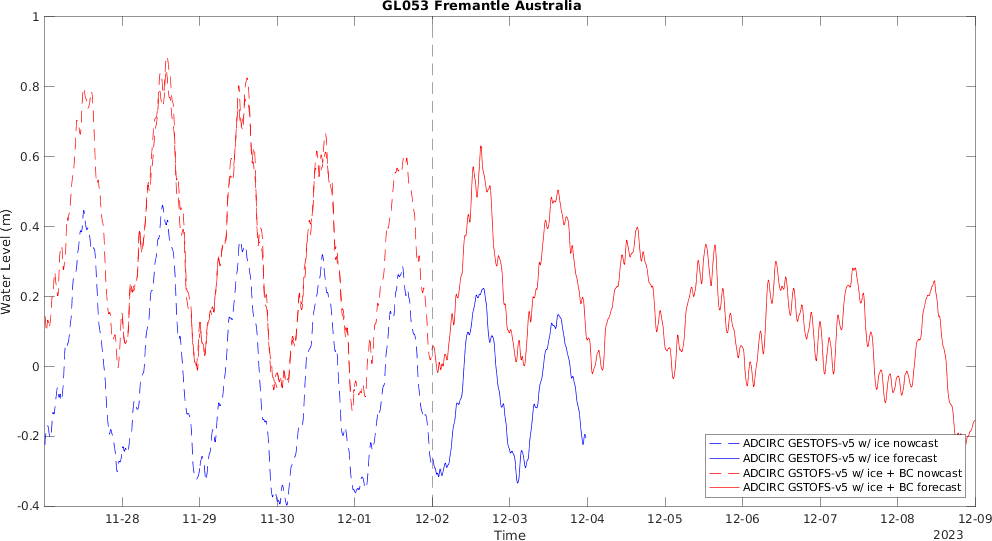 GL053 Fremantle Australia
Water Level (m)
1
0.8
0.6
0.4
0.2
0
-0.2
-0.4
11-28 11-29 11-30 12-01 12-02 12-03 12-04 12-05 12-06 12-07 12-08 12-09
Time
2023
ADCIRC GESTOFS-v5 w/ ice nowcast
ADCIRC GESTOFS-v5 w/ ice forecast
ADCIRC GSTOFS-v5 w/ ice + BC nowcast
ADCIRC GSTOFS-v5 w/ ice + BC forecast